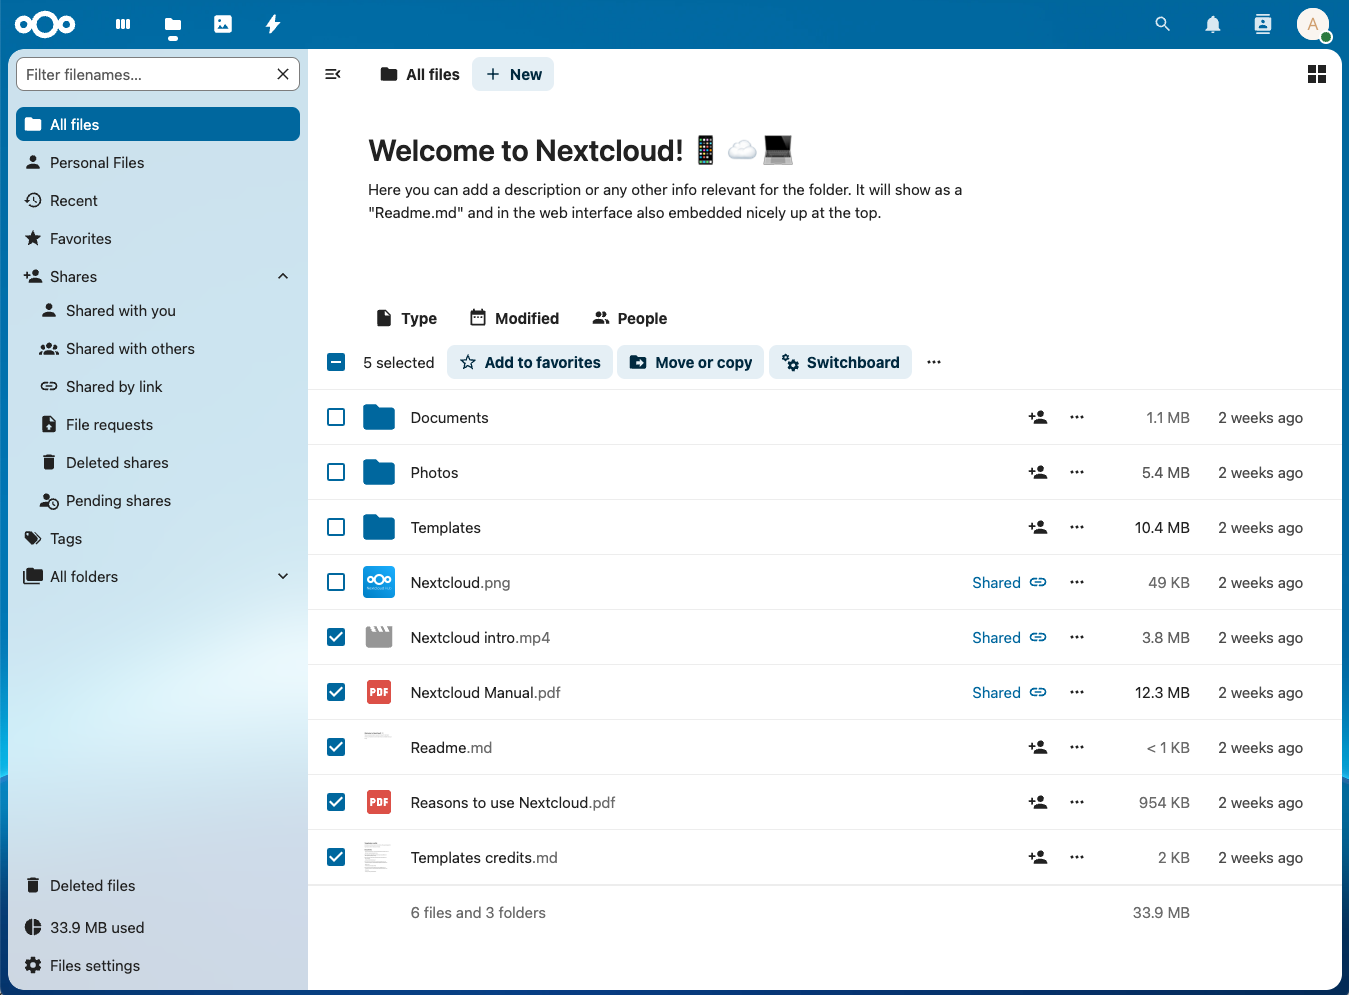 A
Filter filenames...
All files
New
All files
Personal Files
Recent
Favorites
Shares
Shared with you
Shared with others
Shared by link
File requests
Deleted shares
Pending shares
Tags
All folders
Deleted files
33.9 MB used
Files settings
Welcome to Nextcloud!
Here you can add a description or any other info relevant for the folder. It will show as a
"Readme.md" and in the web interface also embedded nicely up at the top.
Type Modified People
5 selected Add to favorites Move or copy Switchboard
Documents 1.1 MB 2 weeks ago
Photos 5.4 MB 2 weeks ago
Templates 10.4 MB 2 weeks ago
Nextcloud.png Shared 49 KB 2 weeks ago
Nextcloud intro.mp4 Shared 3.8 MB 2 weeks ago
PDF Nextcloud Manual.pdf Shared 12.3 MB 2 weeks ago
Readme.md < 1 KB 2 weeks ago
PDF Reasons to use Nextcloud.pdf 954 KB 2 weeks ago
Templates credits.md 2 KB 2 weeks ago
6 files and 3 folders 33.9 MB